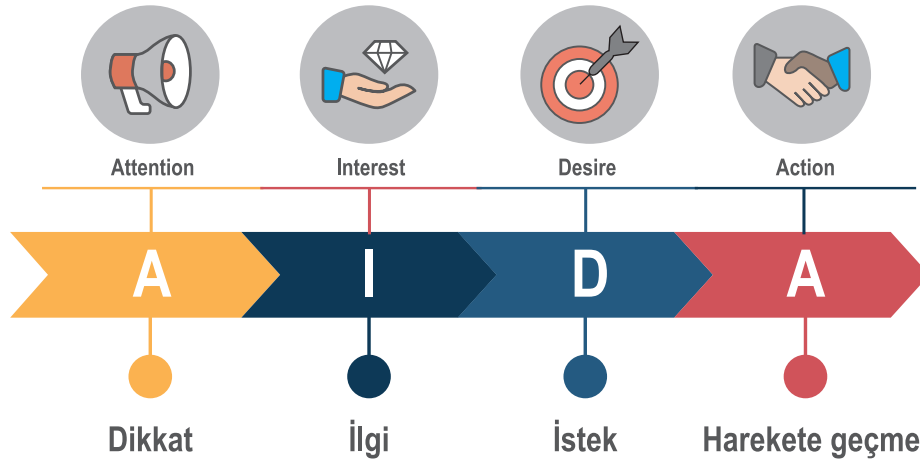 Attention
Interest
Desire
Action
A
I
D
A
Dikkat
İlgi
İstek
Harekete geçme